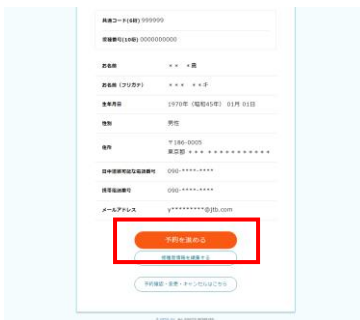 共通コード(6桁) 999999
受験番号(10桁) 0000000000
お名前 ** *農
お名前 (フリガナ) *** **子
生年月日 1970年 (昭和45年) 01月 01日
性別 男性
住所 〒186-0005
東京都 * * * * * * * * * * * * * *
日中連絡可能な電話番号 090-****-****
携帯電話番号 090-****-****
メールアドレス y*********@jtb.com
予約を進める
予約確認・変更・キャンセルはこちら